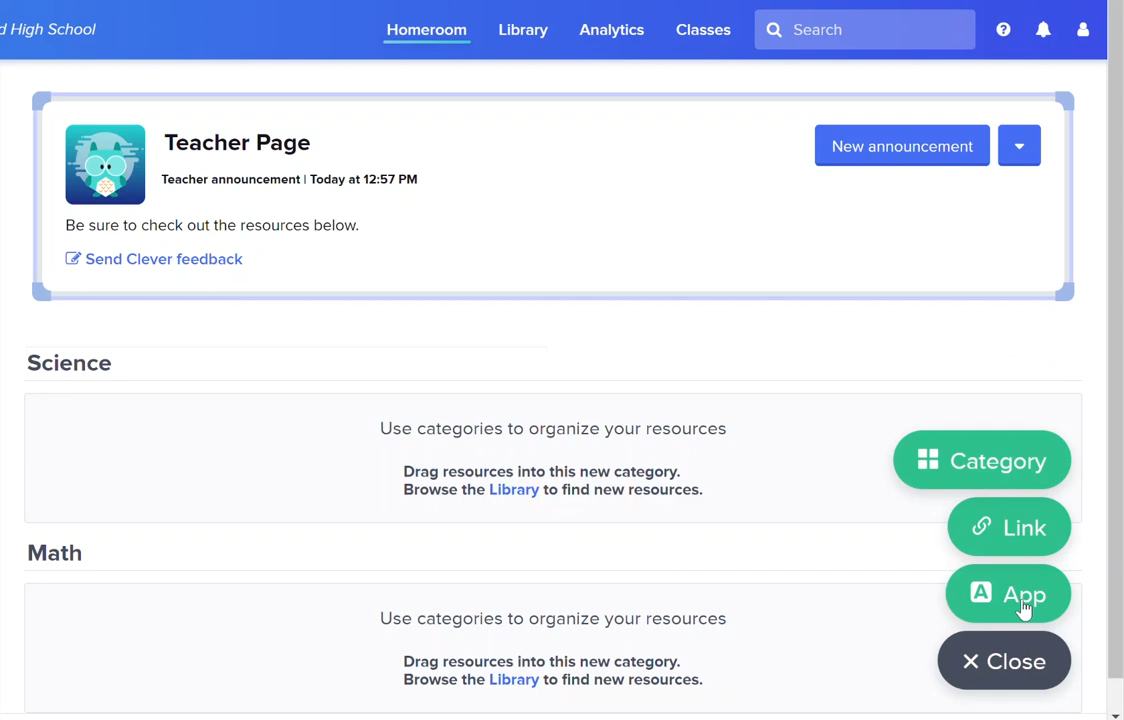 d High School
Homeroom
Library
Analytics
Classes
Search
Teacher Page
New announcement
Teacher announcement | Today at 12:57 PM
Be sure to check out the resources below.
Send Clever feedback
Science
Use categories to organize your resources
Drag resources into this new category.
Browse the Library to find new resources.
Category
Link
Math
App
Use categories to organize your resources
Drag resources into this new category.
Browse the Library to find new resources.
Close